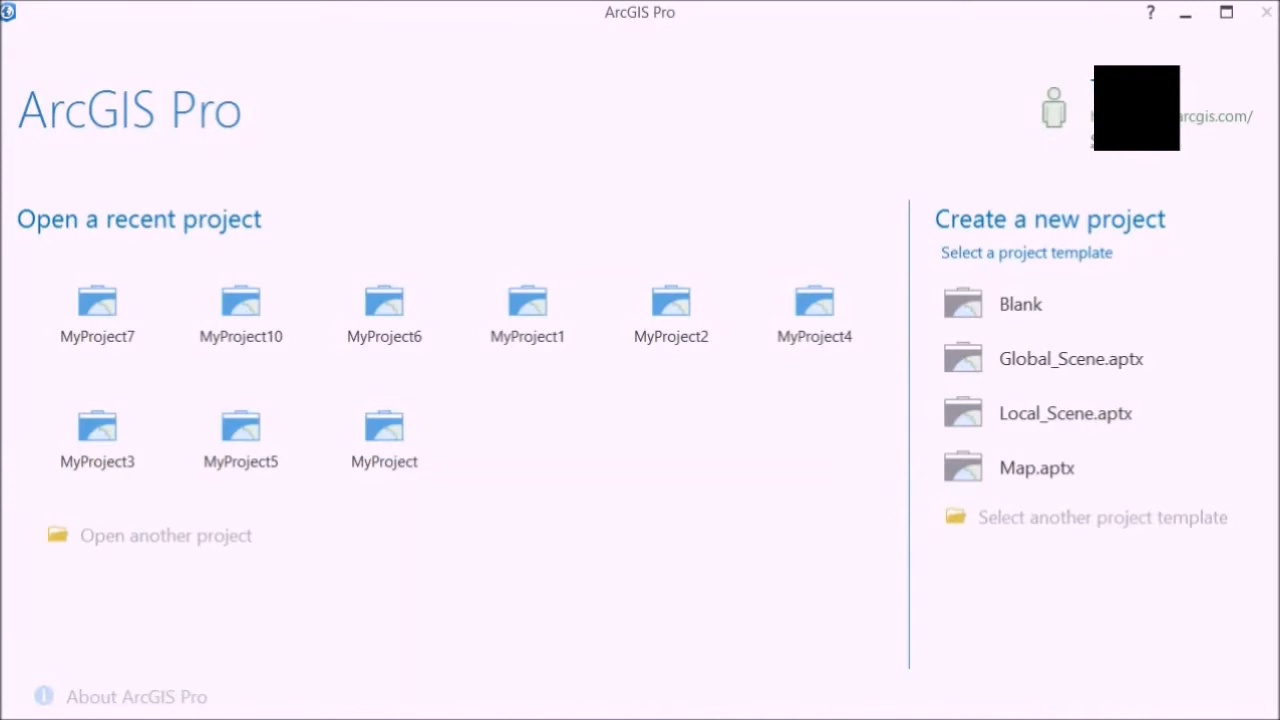 ArcGIS Pro
?
ArcGIS Pro
arcgis.com/
Open a recent project
MyProject7 MyProject10 MyProject6 MyProject1 MyProject2 MyProject4
MyProject3 MyProject5 MyProject
Open another project
Create a new project
Select a project template
Blank
Global_Scene.aptx
Local_Scene.aptx
Map.aptx
Select another project template
About ArcGIS Pro